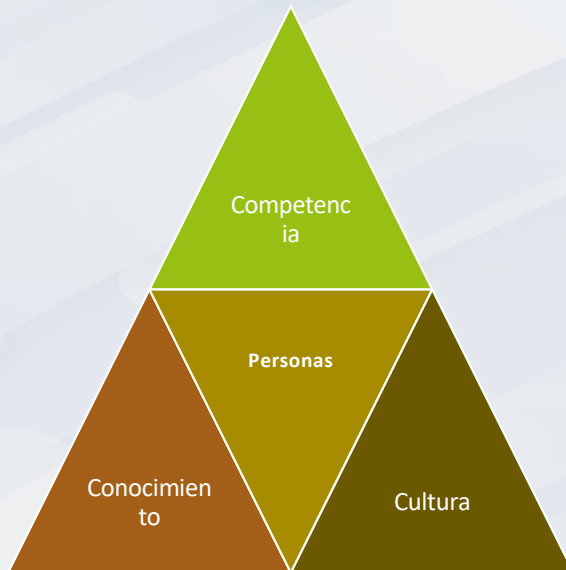 Competenc
ia
Personas
Conocimien
to
Cultura